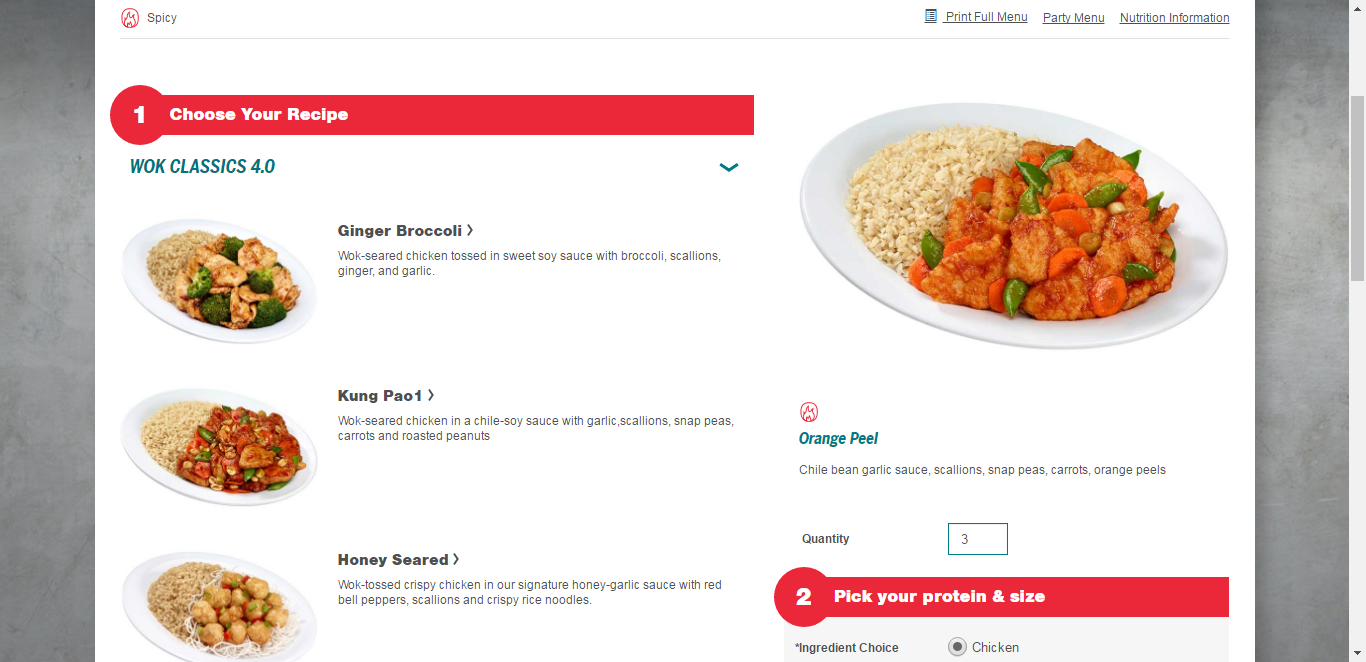 Spicy
Print Full Menu Party Menu Nutrition Information
1 Choose Your Recipe
WOK CLASSICS 4.0
Ginger Broccoli >
Wok-seared chicken tossed in sweet soy sauce with broccoli, scallions,
ginger, and garlic.
Kung Pao1 >
Wok-seared chicken in a chile-soy sauce with garlic,scallions, snap peas,
carrots and roasted peanuts
Honey Seared >
Wok-tossed crispy chicken in our signature honey-garlic sauce with red
bell peppers, scallions and crispy rice noodles.
Orange Peel
Chile bean garlic sauce, scallions, snap peas, carrots, orange peels
Quantity 3
2 Pick your protein & size
*Ingredient Choice Chicken